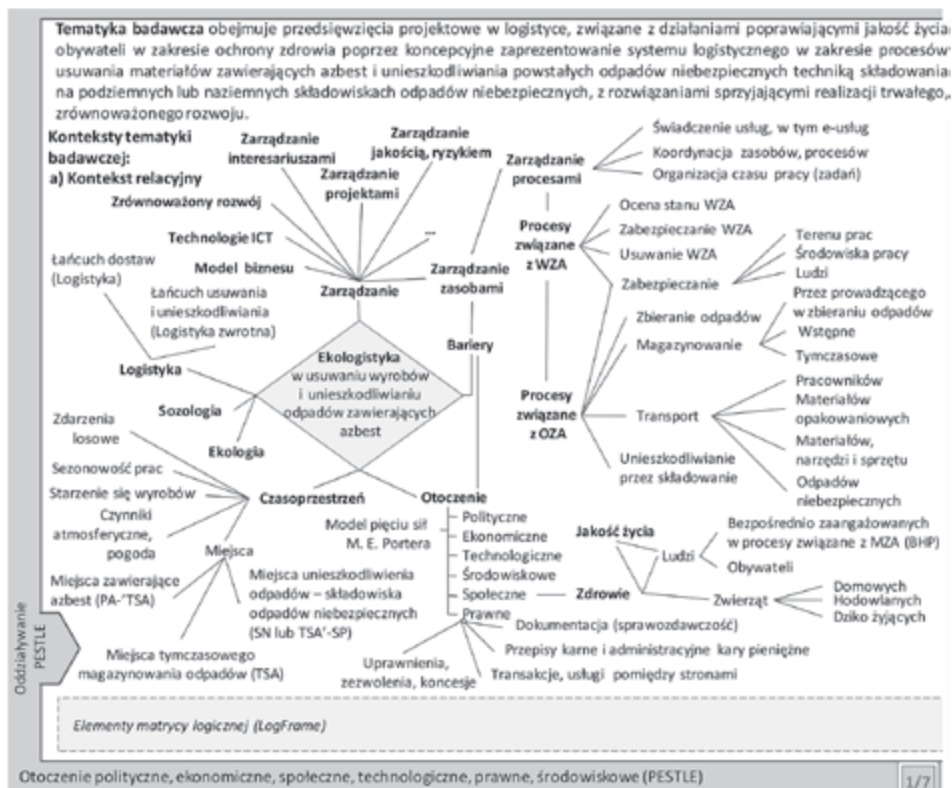 Tematyka badawcza obejmuje przedsięwzięcia projektowe w logistyce, związane z działaniami poprawiającymi jakość życia
obywateli w zakresie ochrony zdrowia poprzez koncepcyjne zaprezentowanie systemu logistycznego w zakresie procesów
usuwania materiałów zawierających azbest i unieszkodliwiania powstałych odpadów niebezpiecznych techniką składowania
na podziemnych lub naziemnych składowiskach odpadów niebezpiecznych, z rozwiązaniami sprzyjającymi realizacji trwałego,
zrównoważonego rozwoju.
Konteksty tematyki
badawczej:
a) Kontekst relacyjny
Zarządzanie
interesariuszami
Zarządzanie
jakością, ryzykiem
Zarządzanie
projektami
Zrównoważony rozwój
Technologie ICT
Model biznesu
...
Zarządzanie
Zarządzanie
zasobami
Zarządzanie
procesami
Świadczenie usług, w tym e-usług
Koordynacja zasobów, procesów
Organizacja czasu pracy (zadań)
Procesy
związane
z WZA
Ocena stanu WZA
Zabezpieczanie WZA
Usuwanie WZA
Zabezpieczanie
Terenu prac
Środowiska pracy
Ludzi
Zbieranie odpadów
Magazynowanie
Przez prowadzącego
w zbieraniu odpadów
Wstępne
Tymczasowe
Procesy
związane
z OZA
Transport
Pracowników
Materiałów
opakowaniowych
Materiałów,
narzędzi i sprzętu
Odpadów
niebezpiecznych
Unieszkodliwianie
przez składowanie
Łańcuch dostaw
(Logistyka)
Łańcuch usuwania
i unieszkodliwiania
(Logistyka zwrotna)
Logistyka
Sozologia
Ekologia
Ekologistyka
w usuwaniu wyrobów
i unieszkodliwianiu
odpadów zawierających
azbest
Bariery
Zdarzenia
losowe
Sezonowość prac
Starzenie się wyrobów
Czynniki
atmosferyczne,
pogoda
Czasoprzestrzeń
Miejsca
Miejsca zawierające
azbest (PA-'TSA)
Miejsca unieszkodliwienia
odpadów – składowiska
odpadów niebezpiecznych
(SN lub TSA'-SP)
Miejsca tymczasowego
magazynowania odpadów (TSA)
Otoczenie
Model pięciu sił
M. E. Portera
Polityczne
Ekonomiczne
Technologiczne
Środowiskowe
Społeczne
Prawne
Jakość życia
Zdrowie
Ludzi
Bezpośrednio zaangażowanych
w procesy związane z MZA (BHP)
Obywateli
Zwierząt
Domowych
Hodowlanych
Dziko żyjących
Dokumentacja (sprawozdawczość)
Przepisy karne i administracyjne kary pieniężne
Transakcje, usługi pomiędzy stronami
Uprawnienia,
zezwolenia, koncesje
Oddziaływanie
PESTLE
Elementy matrycy logicznej (LogFrame)
Otoczenie polityczne, ekonomiczne, społeczne, technologiczne, prawne, środowiskowe (PESTLE)
1/7